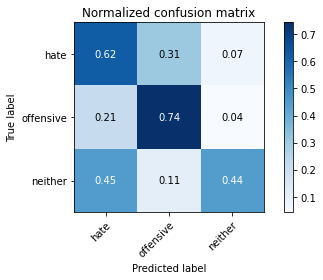 Normalized confusion matrix
True label
hate 0.62 0.31 0.07
offensive 0.21 0.74 0.04
neither 0.45 0.11 0.44
hate offensive neither
Predicted label
0.7
0.6
0.5
0.4
0.3
0.2
0.1